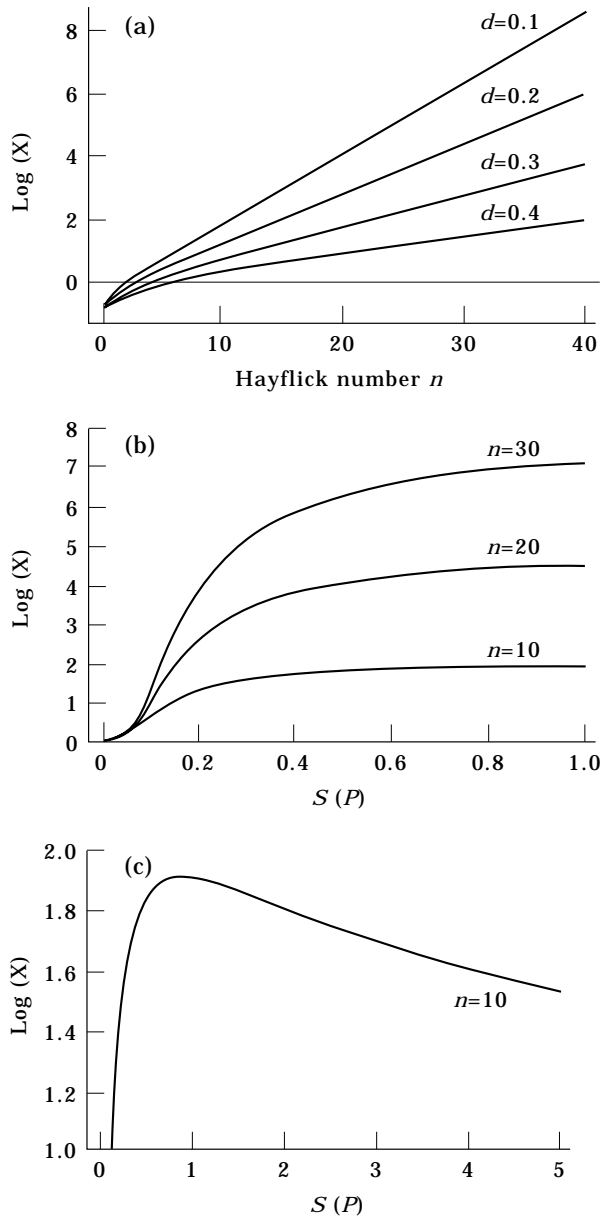 (a)
d=0.1
d=0.2
d=0.3
d=0.4
8
6
4
2
0
Log (X)
0 10 20 30 40
Hayflick number n
(b)
n=30
n=20
n=10
8
7
6
5
4
3
2
1
0
Log (X)
0 0.2 0.4 0.6 0.8 1.0
S (P)
(c)
n=10
2.0
1.8
1.6
1.4
1.2
1.0
Log (X)
0 1 2 3 4 5
S (P)